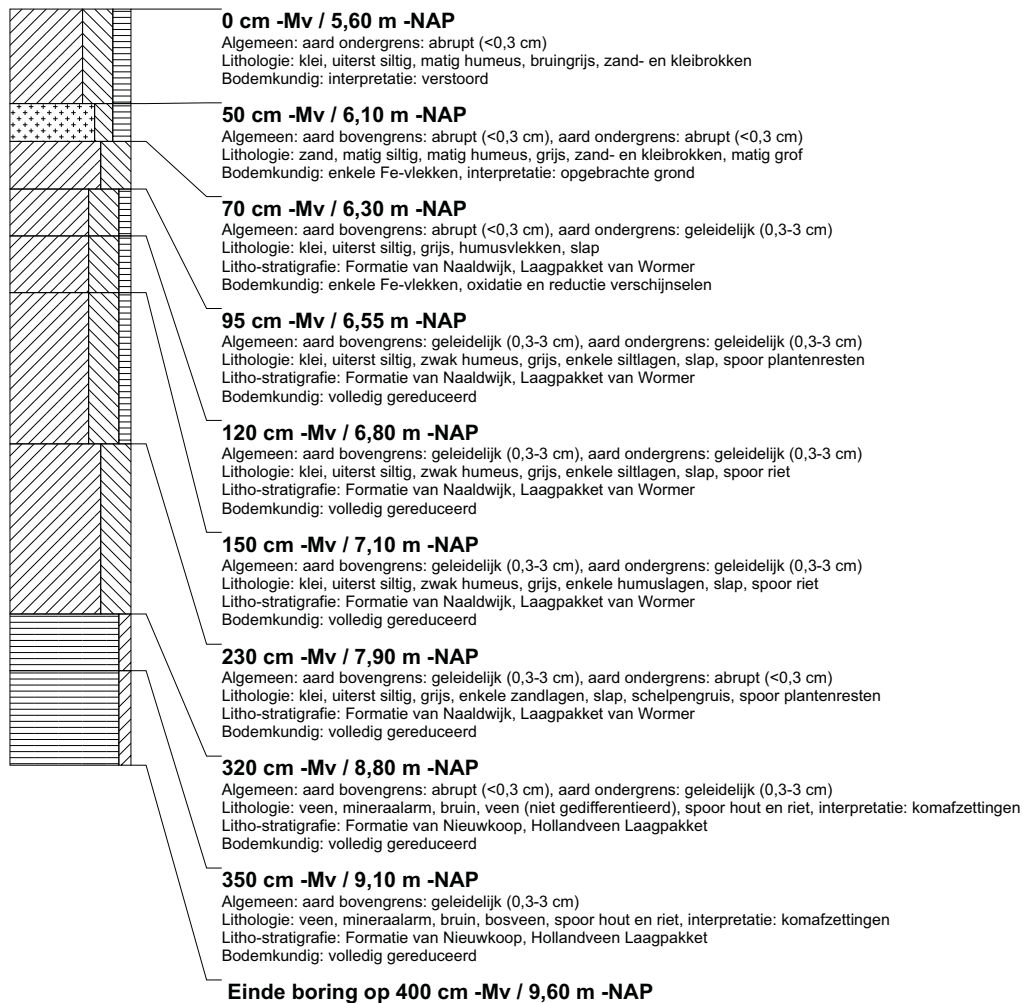 0 cm -Mv / 5,60 m -NAP
Algemeen: aard ondergrens: abrupt (<0,3 cm)
Lithologie: klei, uiterst siltig, matig humeus, bruingrijs, zand- en kleibrokken
Bodemkundig: interpretatie: verstoord
50 cm -Mv / 6,10 m -NAP
Algemeen: aard bovengrens: abrupt (<0,3 cm), aard ondergrens: abrupt (<0,3 cm)
Lithologie: zand, matig siltig, matig humeus, grijs, zand- en kleibrokken, matig grof
Bodemkundig: enkele Fe-vlekken, interpretatie: opgebrachte grond
70 cm -Mv / 6,30 m -NAP
Algemeen: aard bovengrens: abrupt (<0,3 cm), aard ondergrens: geleidelijk (0,3-3 cm)
Lithologie: klei, uiterst siltig, grijs, humusvlekken, slap
Litho-stratigrafie: Formatie van Naaldwijk, Laagpakket van Wormer
Bodemkundig: enkele Fe-vlekken, oxidatie en reductie verschijnselen
95 cm -Mv / 6,55 m -NAP
Algemeen: aard bovengrens: geleidelijk (0,3-3 cm), aard ondergrens: geleidelijk (0,3-3 cm)
Lithologie: klei, uiterst siltig, zwak humeus, grijs, enkele siltlagen, slap, spoor plantenresten
Litho-stratigrafie: Formatie van Naaldwijk, Laagpakket van Wormer
Bodemkundig: volledig gereduceerd
120 cm -Mv / 6,80 m -NAP
Algemeen: aard bovengrens: geleidelijk (0,3-3 cm), aard ondergrens: geleidelijk (0,3-3 cm)
Lithologie: klei, uiterst siltig, zwak humeus, grijs, enkele siltlagen, slap, spoor riet
Litho-stratigrafie: Formatie van Naaldwijk, Laagpakket van Wormer
Bodemkundig: volledig gereduceerd
150 cm -Mv / 7,10 m -NAP
Algemeen: aard bovengrens: geleidelijk (0,3-3 cm), aard ondergrens: geleidelijk (0,3-3 cm)
Lithologie: klei, uiterst siltig, zwak humeus, grijs, enkele humuslagen, slap, spoor riet
Litho-stratigrafie: Formatie van Naaldwijk, Laagpakket van Wormer
Bodemkundig: volledig gereduceerd
230 cm -Mv / 7,90 m -NAP
Algemeen: aard bovengrens: geleidelijk (0,3-3 cm), aard ondergrens: abrupt (<0,3 cm)
Lithologie: klei, uiterst siltig, grijs, enkele zandlagen, slap, schelpengruis, spoor plantenresten
Litho-stratigrafie: Formatie van Naaldwijk, Laagpakket van Wormer
Bodemkundig: volledig gereduceerd
320 cm -Mv / 8,80 m -NAP
Algemeen: aard bovengrens: abrupt (<0,3 cm), aard ondergrens: geleidelijk (0,3-3 cm)
Lithologie: veen, mineraalarm, bruin, veen (niet gedifferentieerd), spoor hout en riet, interpretatie: komafzettingen
Litho-stratigrafie: Formatie van Nieuwkoop, Hollandveen Laagpakket
Bodemkundig: volledig gereduceerd
350 cm -Mv / 9,10 m -NAP
Algemeen: aard bovengrens: geleidelijk (0,3-3 cm)
Lithologie: veen, mineraalarm, bruin, bosveen, spoor hout en riet, interpretatie: komafzettingen
Litho-stratigrafie: Formatie van Nieuwkoop, Hollandveen Laagpakket
Bodemkundig: volledig gereduceerd
Einde boring op 400 cm -Mv / 9,60 m -NAP